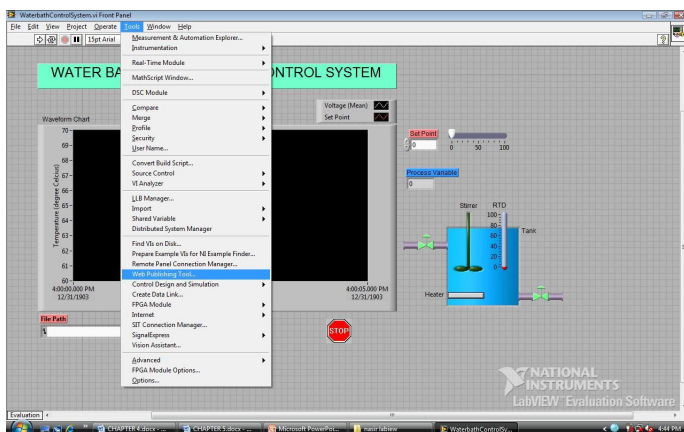 WaterbathControlSystem.vi Front Panel
File Edit View Project Operate Tools Window Help
15pt Arial
Measurement & Automation Explorer...
Instrumentation
Real-Time Module
MathScript Window...
DSC Module
Compare
Merge
Profile
Security
User Name...
Convert Build Script...
Source Control
VI Analyzer
LLB Manager...
Import
Shared Variable
Distributed System Manager
Find VIs on Disk...
Prepare Example VIs for NI Example Finder...
Remote Panel Connection Manager...
Web Publishing Tool...
Control Design and Simulation
Create Data Link...
FPGA Module
Internet
SIT Connection Manager...
SignalExpress
Vision Assistant...
Advanced
FPGA Module Options...
Options...
WATER BA
NTROL SYSTEM
Voltage (Mean)
Set Point
Waveform Chart
Temperature (degree Celcius)
70
69
68
67
66
65
64
63
62
61
60
4:00:00.000 PM
12/31/1903
4:00:05.000 PM
12/31/1903
File Path
STOP
Set Point
0
0 50 100
Process Variable
0
Stirrer RTD
100
80
60
40
20
0
Tank
Heater
NATIONAL
INSTRUMENTS
LabVIEW Evaluation Software
Evaluation
CHAPTER 4.docx - ...
CHAPTER 5.docx - ...
Microsoft PowerPoi...
nasir labiew
WaterbathControlSy...
4:44 PM